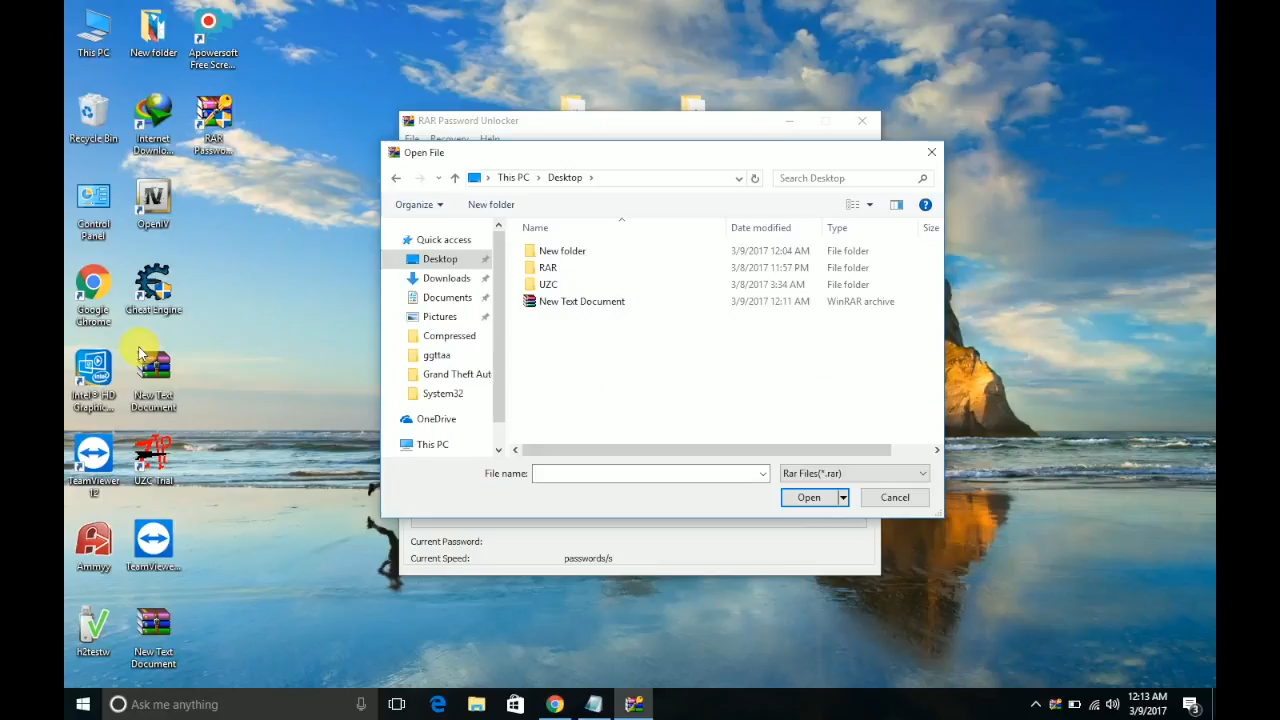 This PC
New folder
Apowersoft
Free Scre...
Recycle Bin
Internet
Downlo...
RAR
Passwo...
Control
Panel
OpenIV
Google
Chrome
Cheat Engine
Intel® HD
Graphic...
New Text
Document
TeamViewer
12
UZC Trial
Ammyy
TeamViewe...
h2testw
New Text
Document
RAR Password Unlocker
File Recovery Help
Open File
This PC > Desktop >
Search Desktop
Organize
New folder
Name
Date modified
Type
Size
Quick access
Desktop
Downloads
Documents
Pictures
Compressed
ggttaa
Grand Theft Aut
System32
OneDrive
This PC
New folder 3/9/2017 12:04 AM File folder
RAR 3/8/2017 11:57 PM File folder
UZC 3/8/2017 3:34 AM File folder
New Text Document 3/9/2017 12:11 AM WinRAR archive
File name:
Rar Files(*.rar)
Open
Cancel
Current Password:
Current Speed: passwords/s
Ask me anything
12:13 AM
3/9/2017
3